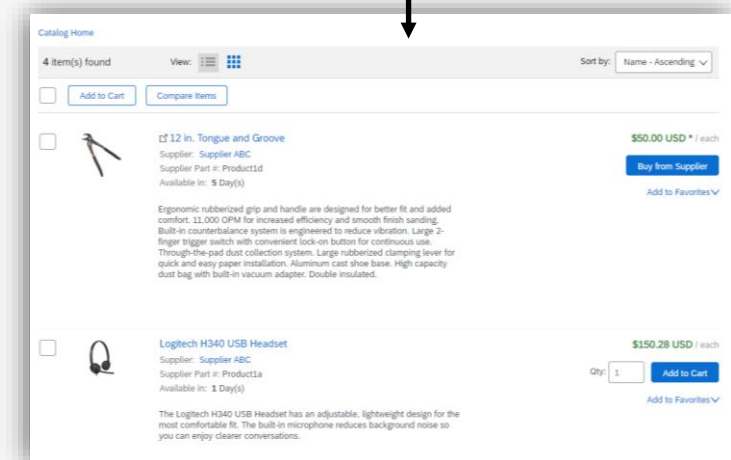 Catalog Home
4 item(s) found View: Sort by: Name - Ascending
Add to Cart Compare Items
12 in. Tongue and Groove $50.00 USD * / each
Supplier: Supplier ABC
Supplier Part #: Product1d Buy from Supplier
Available in: 5 Day(s)
Add to Favorites
Ergonomic rubberized grip and handle are designed for better fit and added
comfort. 11,000 OPM for increased efficiency and smooth finish sanding.
Built-in counterbalance system is engineered to reduce vibration. Large 2-
finger trigger switch with convenient lock-on button for continuous use.
Through-the-pad dust collection system. Large rubberized clamping lever for
quick and easy paper installation. Aluminum cast shoe base. High capacity
dust bag with built-in vacuum adapter. Double insulated.
Logitech H340 USB Headset $150.28 USD / each
Supplier: Supplier ABC
Supplier Part #: Product1a Qty: 1 Add to Cart
Available in: 1 Day(s)
Add to Favorites
The Logitech H340 USB Headset has an adjustable, lightweight design for the
most comfortable fit. The built-in microphone reduces background noise so
you can enjoy clearer conversations.